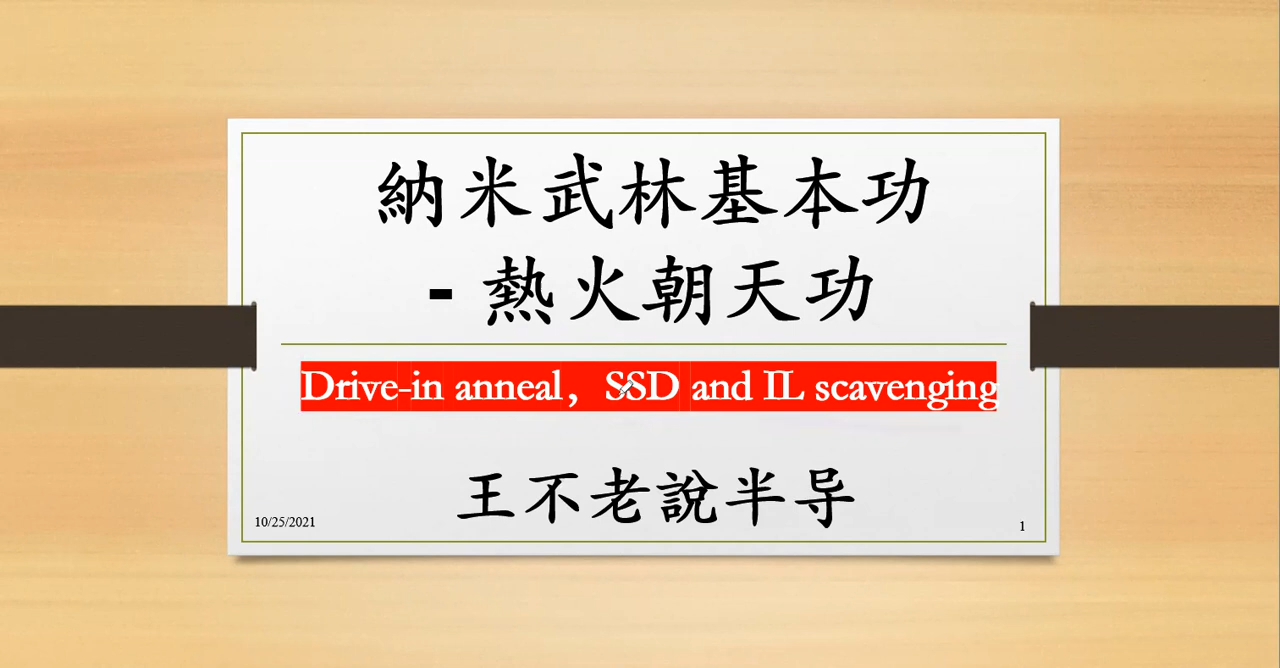 納米武林基本功
- 熱火朝天功
Drive-in anneal，SSD and IL scavenging
王不老說半导
10/25/2021
1